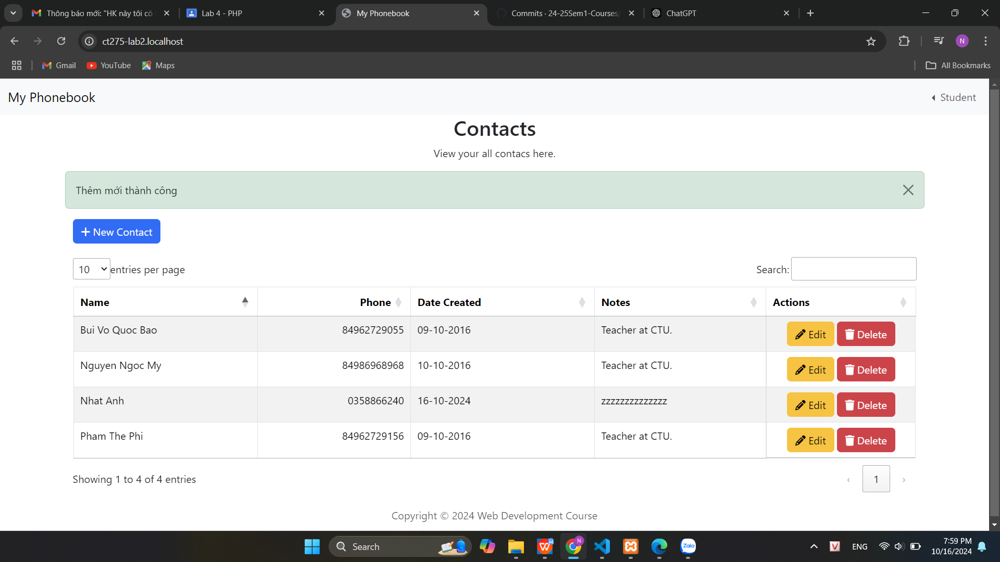 Thông báo mới: "HK này tôi có
Lab 4 - PHP
My Phonebook
Commits · 24-25Sem1-Courses/
ChatGPT
ct275-lab2.localhost
N
Gmail
YouTube
Maps
All Bookmarks
My Phonebook
Student
Contacts
View your all contacs here.
Thêm mới thành công
New Contact
10 entries per page
Search:
Name Phone Date Created Notes Actions
Bui Vo Quoc Bao 84962729055 09-10-2016 Teacher at CTU. Edit Delete
Nguyen Ngoc My 84986968968 10-10-2016 Teacher at CTU. Edit Delete
Nhat Anh 0358866240 16-10-2024 zzzzzzzzzzzzzz Edit Delete
Pham The Phi 84962729156 09-10-2016 Teacher at CTU. Edit Delete
Showing 1 to 4 of 4 entries
‹ 1 ›
Copyright © 2024 Web Development Course
Search
N
Zalo
V
ENG
7:59 PM
10/16/2024